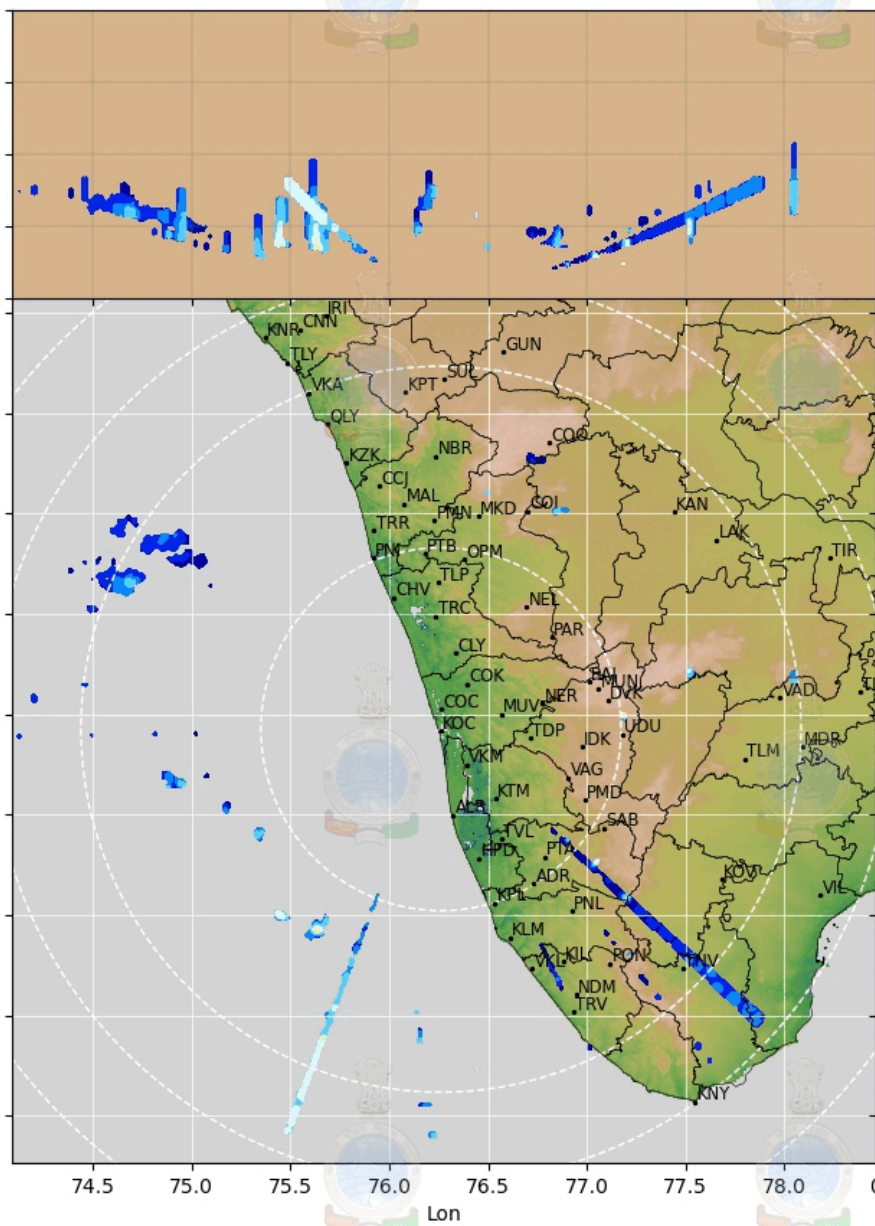 IRI
CNN
KNR
GUN
TLY
SUL
VKA
KPT
QLY
COO
NBR
KZK
CCJ
MAL
COI
MKD
KAN
PMN
TRR
LAK
PTB
OPM
TIR
PNI
TLP
CHV
NEL
TRC
PAR
CLY
COK
MUN
DVK
NER
VAD
COC
MUV
KOC
UDU
TDP
IDK
MDR
TLM
VKM
VAG
KTM
PMD
ALP
SAB
TVL
HPD
PTA
KOV
ADR
VIL
KPL
PNL
KLM
KIL
PON
TNV
VKL
NDM
TRV
KNY
74.5 75.0 75.5 76.0 76.5 77.0 77.5 78.0
Lon